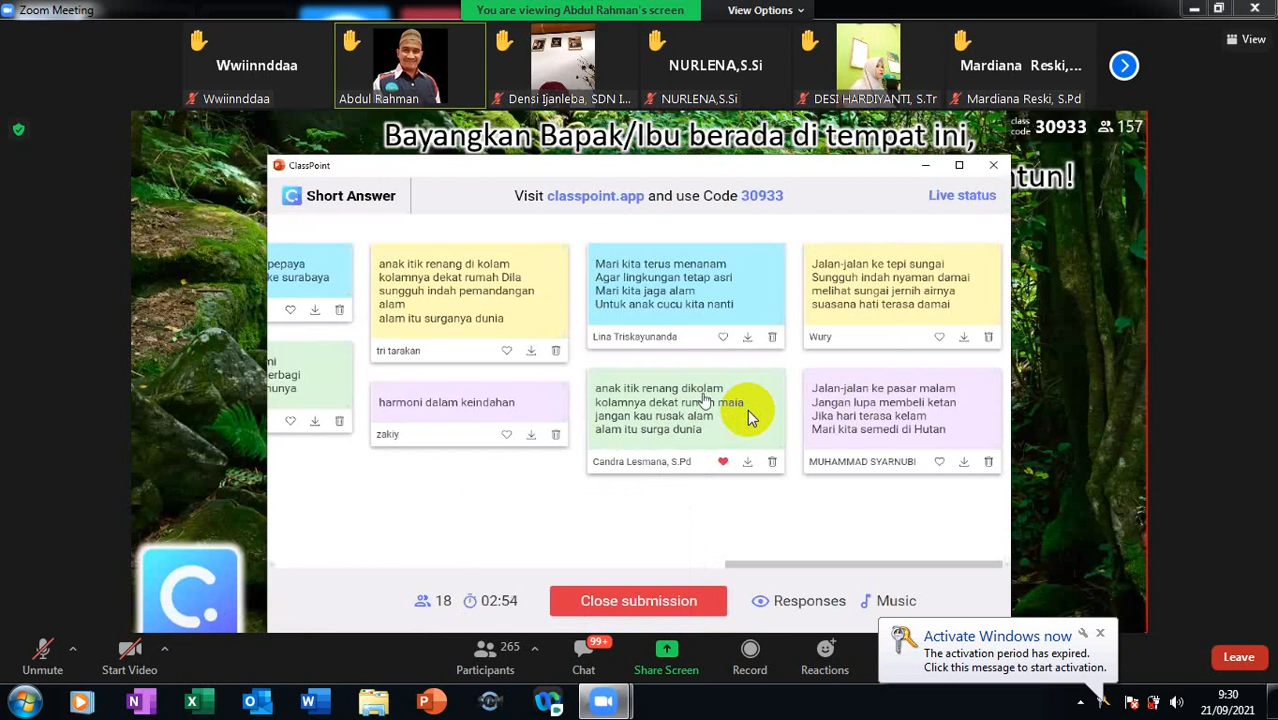 Zoom Meeting
You are viewing Abdul Rahman's screen
View Options
View
Wwiinnddaa
NURLENA,S.Si
Mardiana Reski,...
Wwiinnddaa
Abdul Rahman
Densi Ijanleba, SDN I...
NURLENA,S.Si
DESI HARDIYANTI, S.Tr
Mardiana Reski, S.Pd
Bayangkan Bapak/Ibu berada di tempat ini,
class code 30933
157
ntun!
ClassPoint
Short Answer
Visit classpoint.app and use Code 30933
Live status
pepaya
ke surabaya
erbagi
nunya
anak itik renang di kolam
kolamnya dekat rumah Dila
sungguh indah pemandangan
alam
alam itu surganya dunia
tri tarakan
harmoni dalam keindahan
zakiy
Mari kita terus menanam
Agar lingkungan tetap asri
Mari kita jaga alam
Untuk anak cucu kita nanti
Lina Triskayunanda
anak itik renang dikolam
kolamnya dekat rumah maia
jangan kau rusak alam
alam itu surga dunia
Candra Lesmana, S.Pd
Jalan-jalan ke tepi sungai
Sungguh indah nyaman damai
melihat sungai jernih airnya
suasana hati terasa damai
Wury
Jalan-jalan ke pasar malam
Jangan lupa membeli ketan
Jika hari terasa kelam
Mari kita semedi di Hutan
MUHAMMAD SYARNUBI
18
02:54
Close submission
Responses
Music
Activate Windows now
The activation period has expired.
Click this message to start activation.
Unmute
Start Video
265
Participants
99+
Chat
Share Screen
Record
Reactions
Leave
9:30
21/09/2021